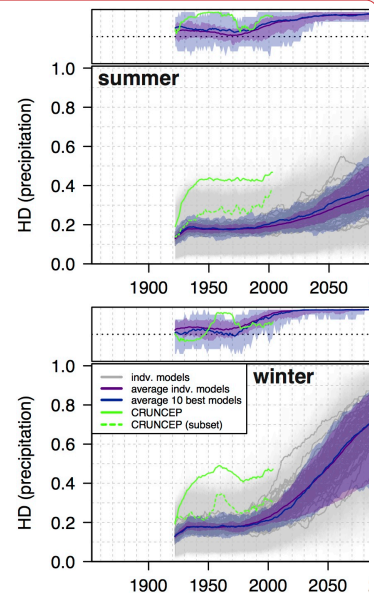 summer
HD (precipitation)
1.0
0.8
0.6
0.4
0.2
0.0
1900 1950 2000 2050
winter
indv. models
average indv. models
average 10 best models
CRUNCEP
CRUNCEP (subset)
HD (precipitation)
1.0
0.8
0.6
0.4
0.2
0.0
1900 1950 2000 2050